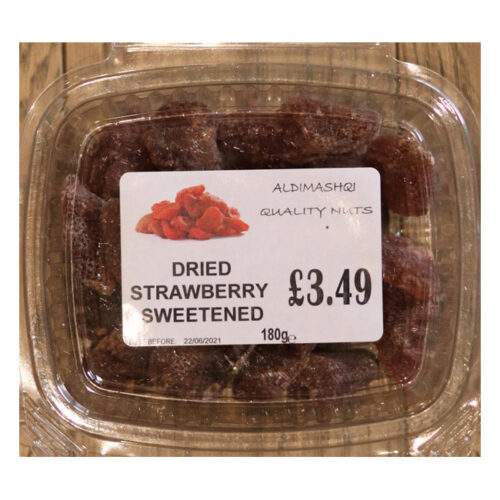 ALDIMASHQI
QUALITY NUTS
DRIED
STRAWBERRY
SWEETENED
£3.49
180g
BEFORE: 22/06/2021